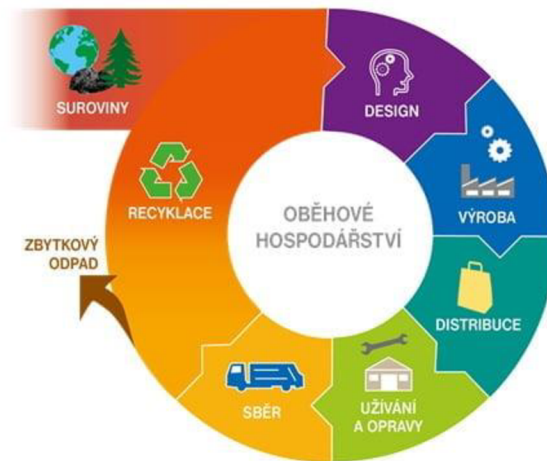 SUROVINY
DESIGN
VÝROBA
DISTRIBUCE
UŽÍVÁNÍ
A OPRAVY
SBĚR
RECYKLACE
ZBYTKOVÝ
ODPAD
OBĚHOVÉ
HOSPODÁŘSTVÍ